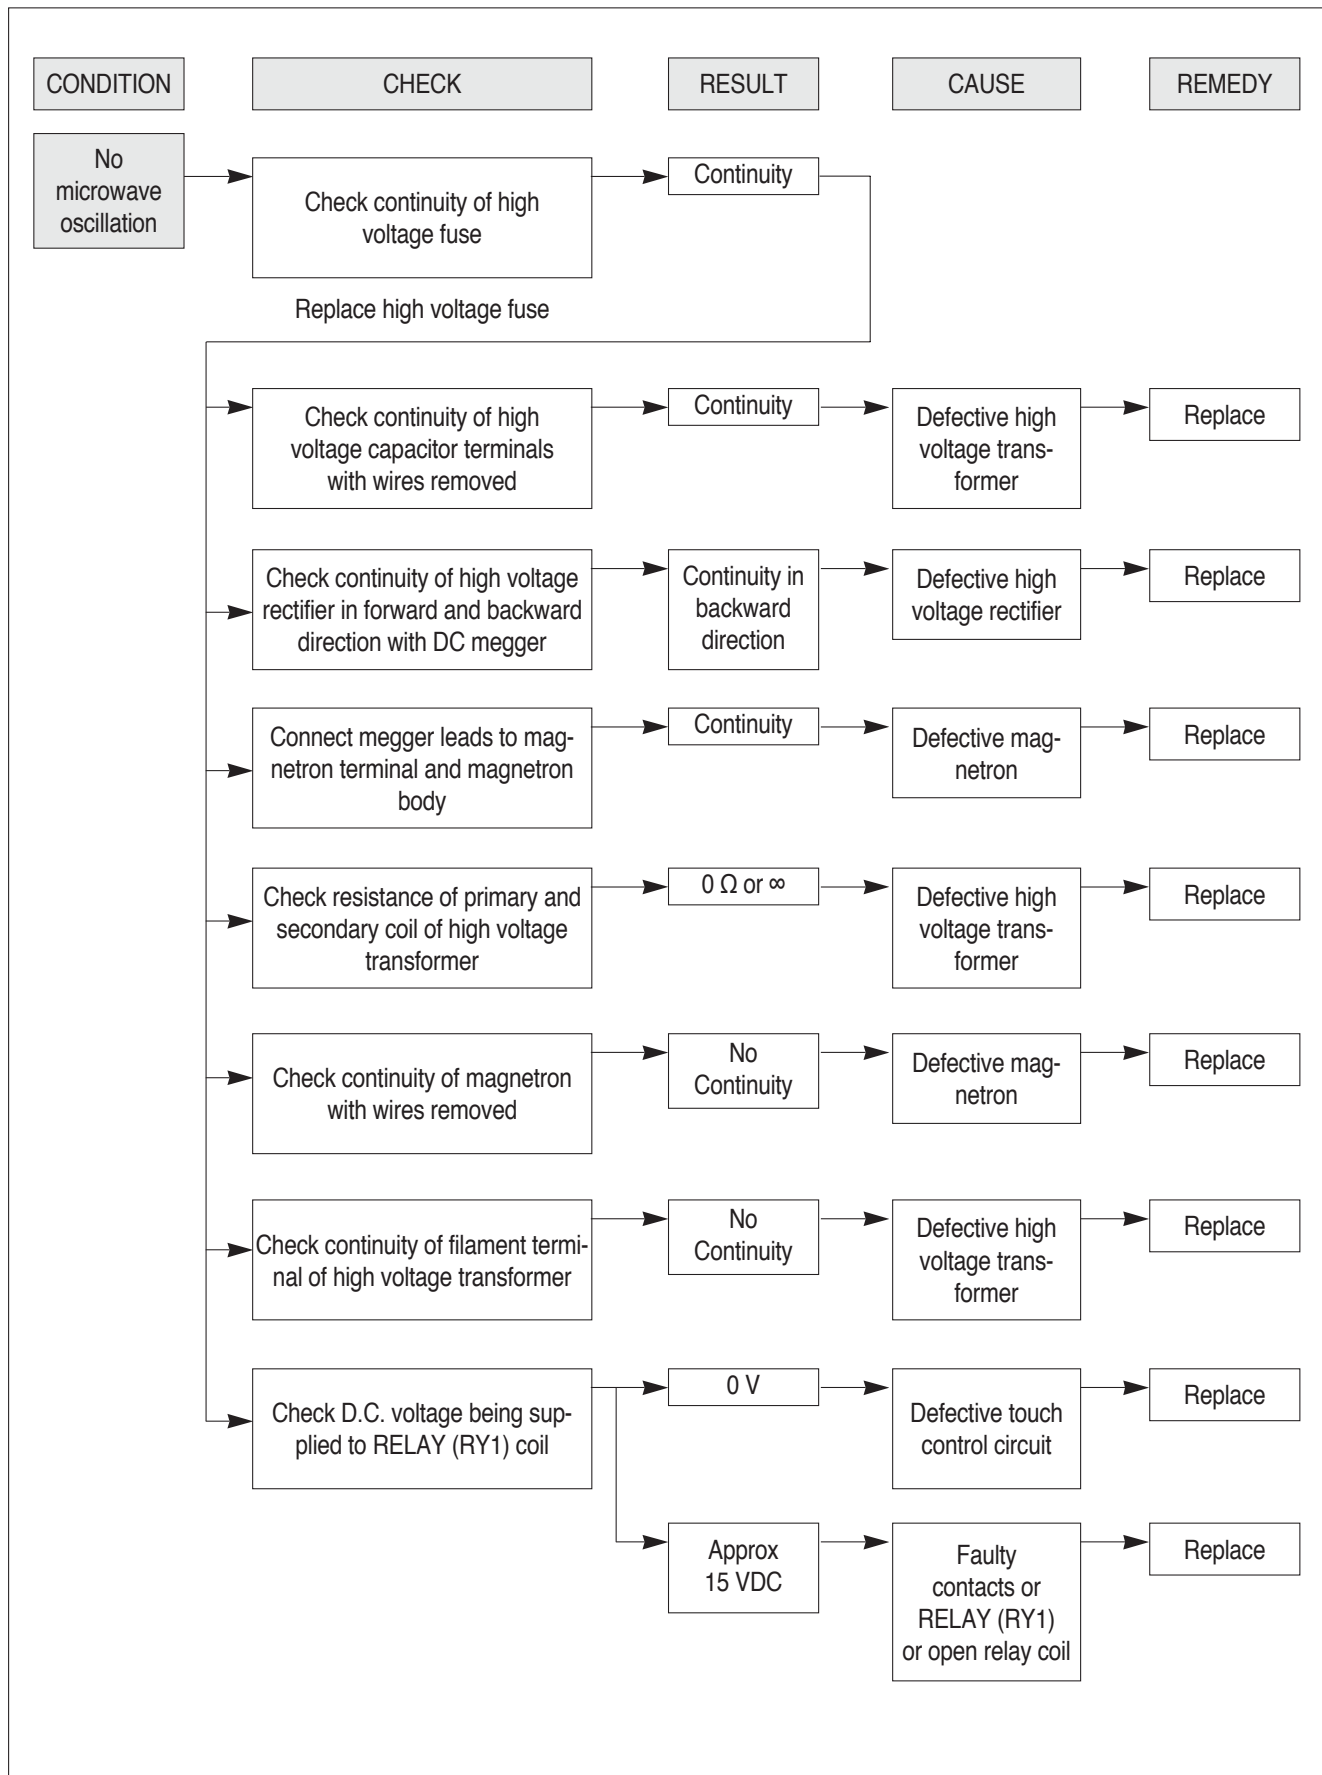 CONDITION
CHECK
RESULT
CAUSE
REMEDY
No
microwave
oscillation
Check continuity of high
voltage fuse
Continuity
Replace high voltage fuse
Check continuity of high
voltage capacitor terminals
with wires removed
Continuity
Defective high
voltage trans-
former
Replace
Check continuity of high voltage
rectifier in forward and backward
direction with DC megger
Continuity in
backward
direction
Defective high
voltage rectifier
Replace
Connect megger leads to mag-
netron terminal and magnetron
body
Continuity
Defective mag-
netron
Replace
Check resistance of primary and
secondary coil of high voltage
transformer
0 Ω or ∞
Defective high
voltage trans-
former
Replace
Check continuity of magnetron
with wires removed
No
Continuity
Defective mag-
netron
Replace
Check continuity of filament termi-
nal of high voltage transformer
No
Continuity
Defective high
voltage trans-
former
Replace
Check D.C. voltage being sup-
plied to RELAY (RY1) coil
0 V
Defective touch
control circuit
Replace
Approx
15 VDC
Faulty
contacts or
RELAY (RY1)
or open relay coil
Replace